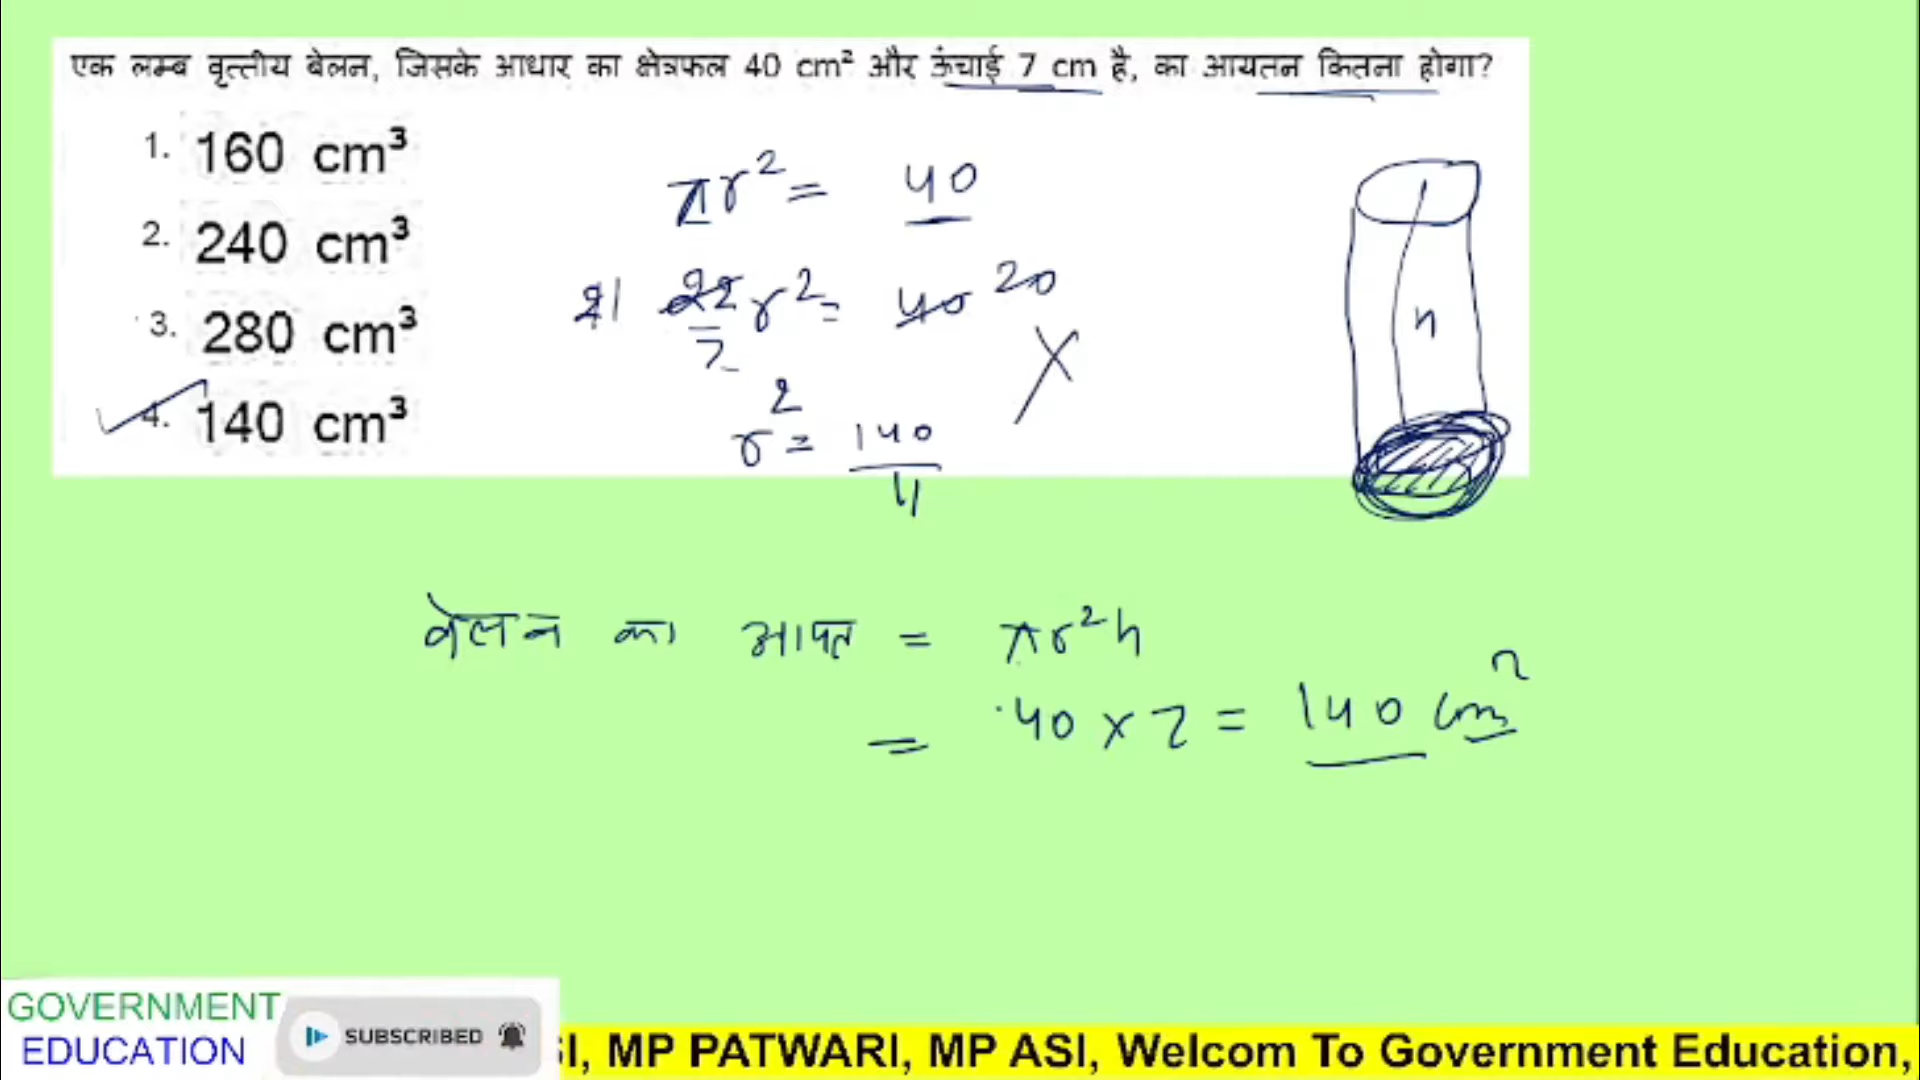 एक लम्ब वृत्तीय बेलन, जिसके आधार का क्षेत्रफल 40 cm² और ऊंचाई 7 cm है, का आयतन कितना होगा?
1. 160 cm³
2. 240 cm³
3. 280 cm³
4. 140 cm³
πr² = 40
22/7 r² = 40 20
r² = 140/11
h
बेलन का = πr²h
= 40 × 7 = 140 cm²
GOVERNMENT
EDUCATION
SUBSCRIBED
SI, MP PATWARI, MP ASI, Welcom To Government Education,